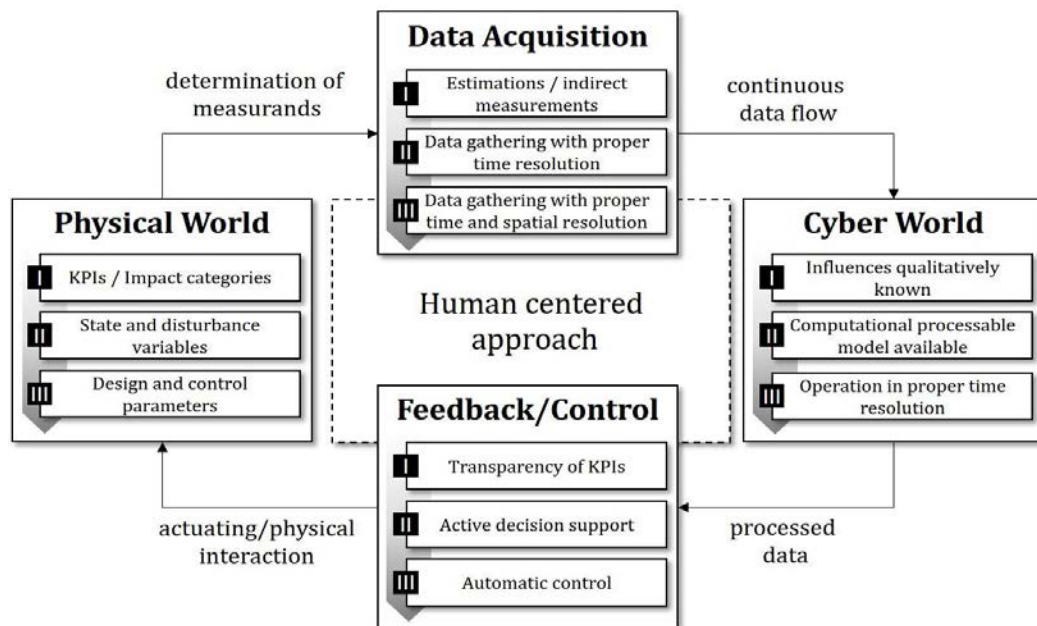 Data Acquisition
I
Estimations / indirect
measurements
II
Data gathering with proper
time resolution
III
Data gathering with proper
time and spatial resolution
determination of
measurands
continuous
data flow
Physical World
I
KPIs / Impact categories
II
State and disturbance
variables
III
Design and control
parameters
Human centered
approach
Cyber World
I
Influences qualitatively
known
II
Computational processable
model available
III
Operation in proper time
resolution
Feedback/Control
I
Transparency of KPIs
II
Active decision support
III
Automatic control
actuating/physical
interaction
processed
data